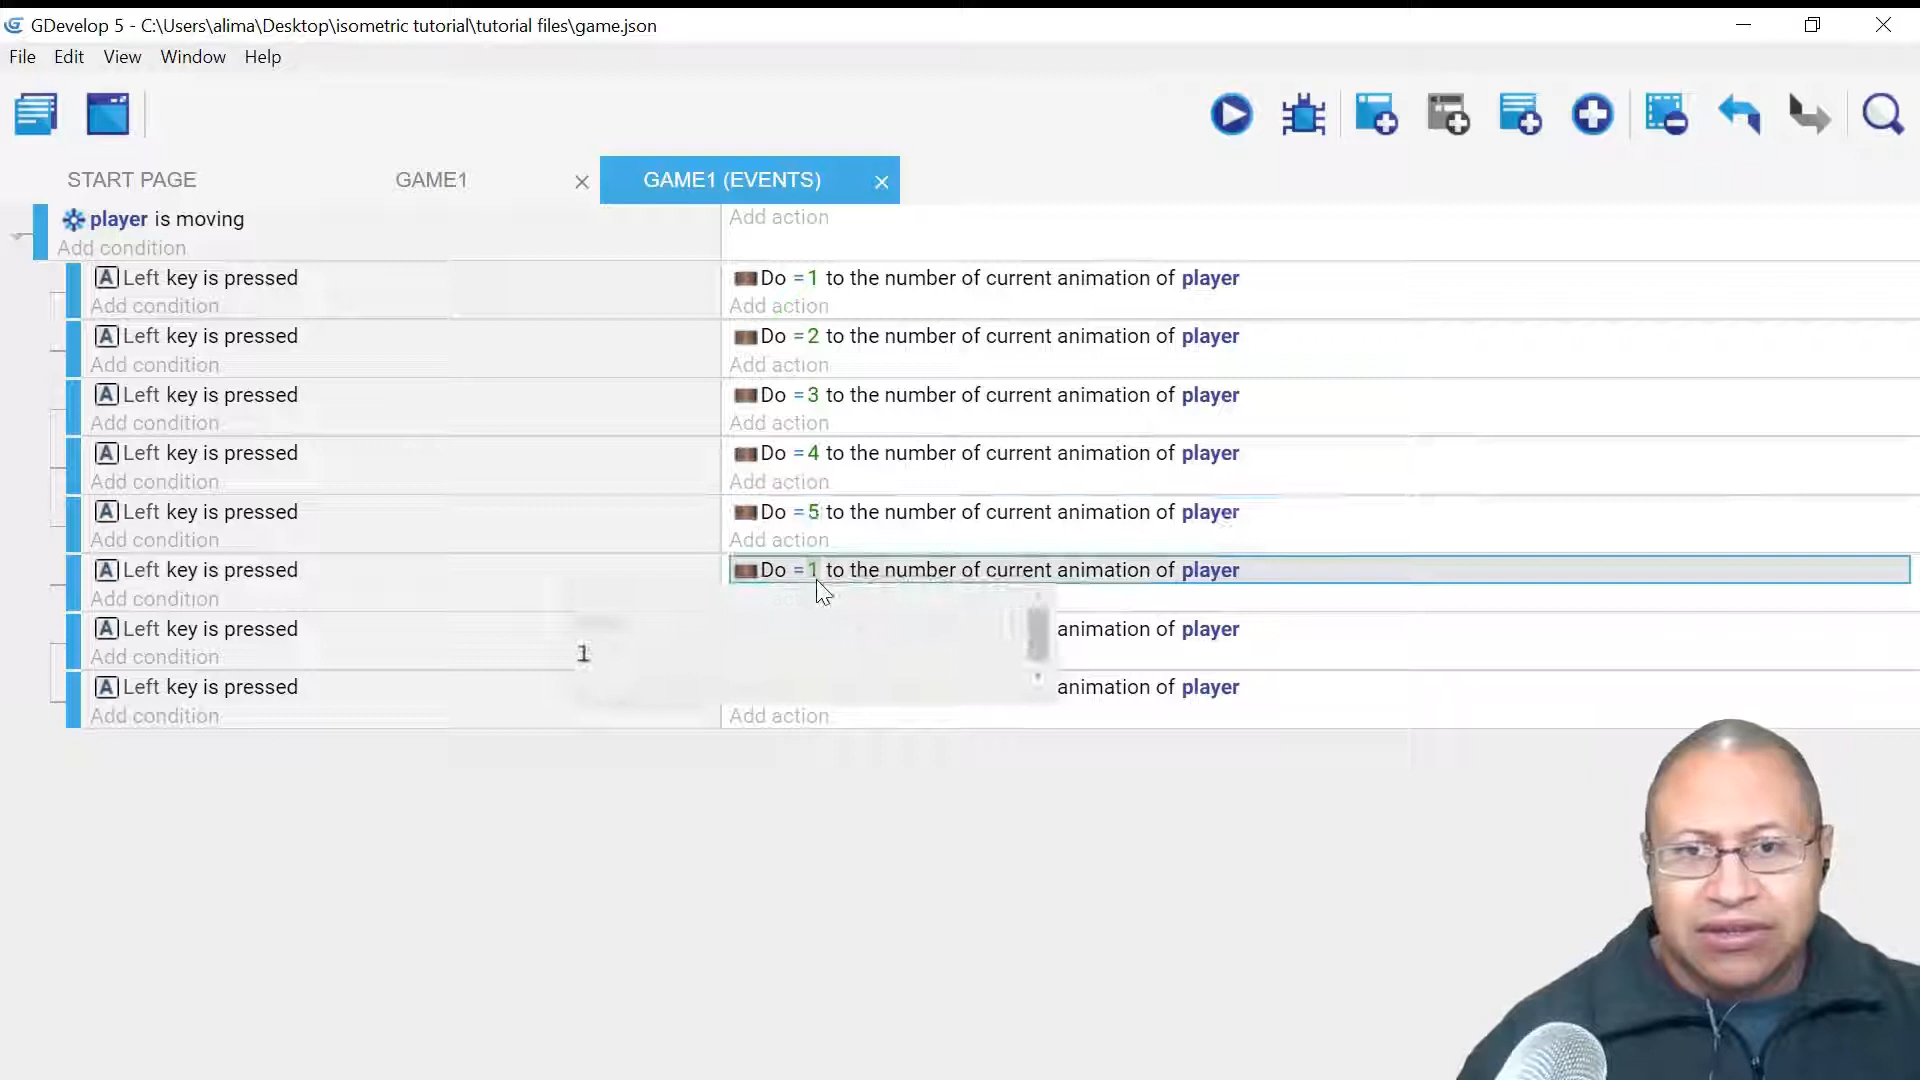 GDevelop 5 - C:\Users\alima\Desktop\isometric tutorial\tutorial files\game.json
File Edit View Window Help
START PAGE GAME1 GAME1 (EVENTS)
player is moving Add action
Add condition
Left key is pressed Do =1 to the number of current animation of player
Add condition Add action
Left key is pressed Do =2 to the number of current animation of player
Add condition Add action
Left key is pressed Do =3 to the number of current animation of player
Add condition Add action
Left key is pressed Do =4 to the number of current animation of player
Add condition Add action
Left key is pressed Do =5 to the number of current animation of player
Add condition Add action
Left key is pressed Do =1 to the number of current animation of player
Add condition
Left key is pressed animation of player
1
Add condition
Left key is pressed animation of player
Add condition Add action